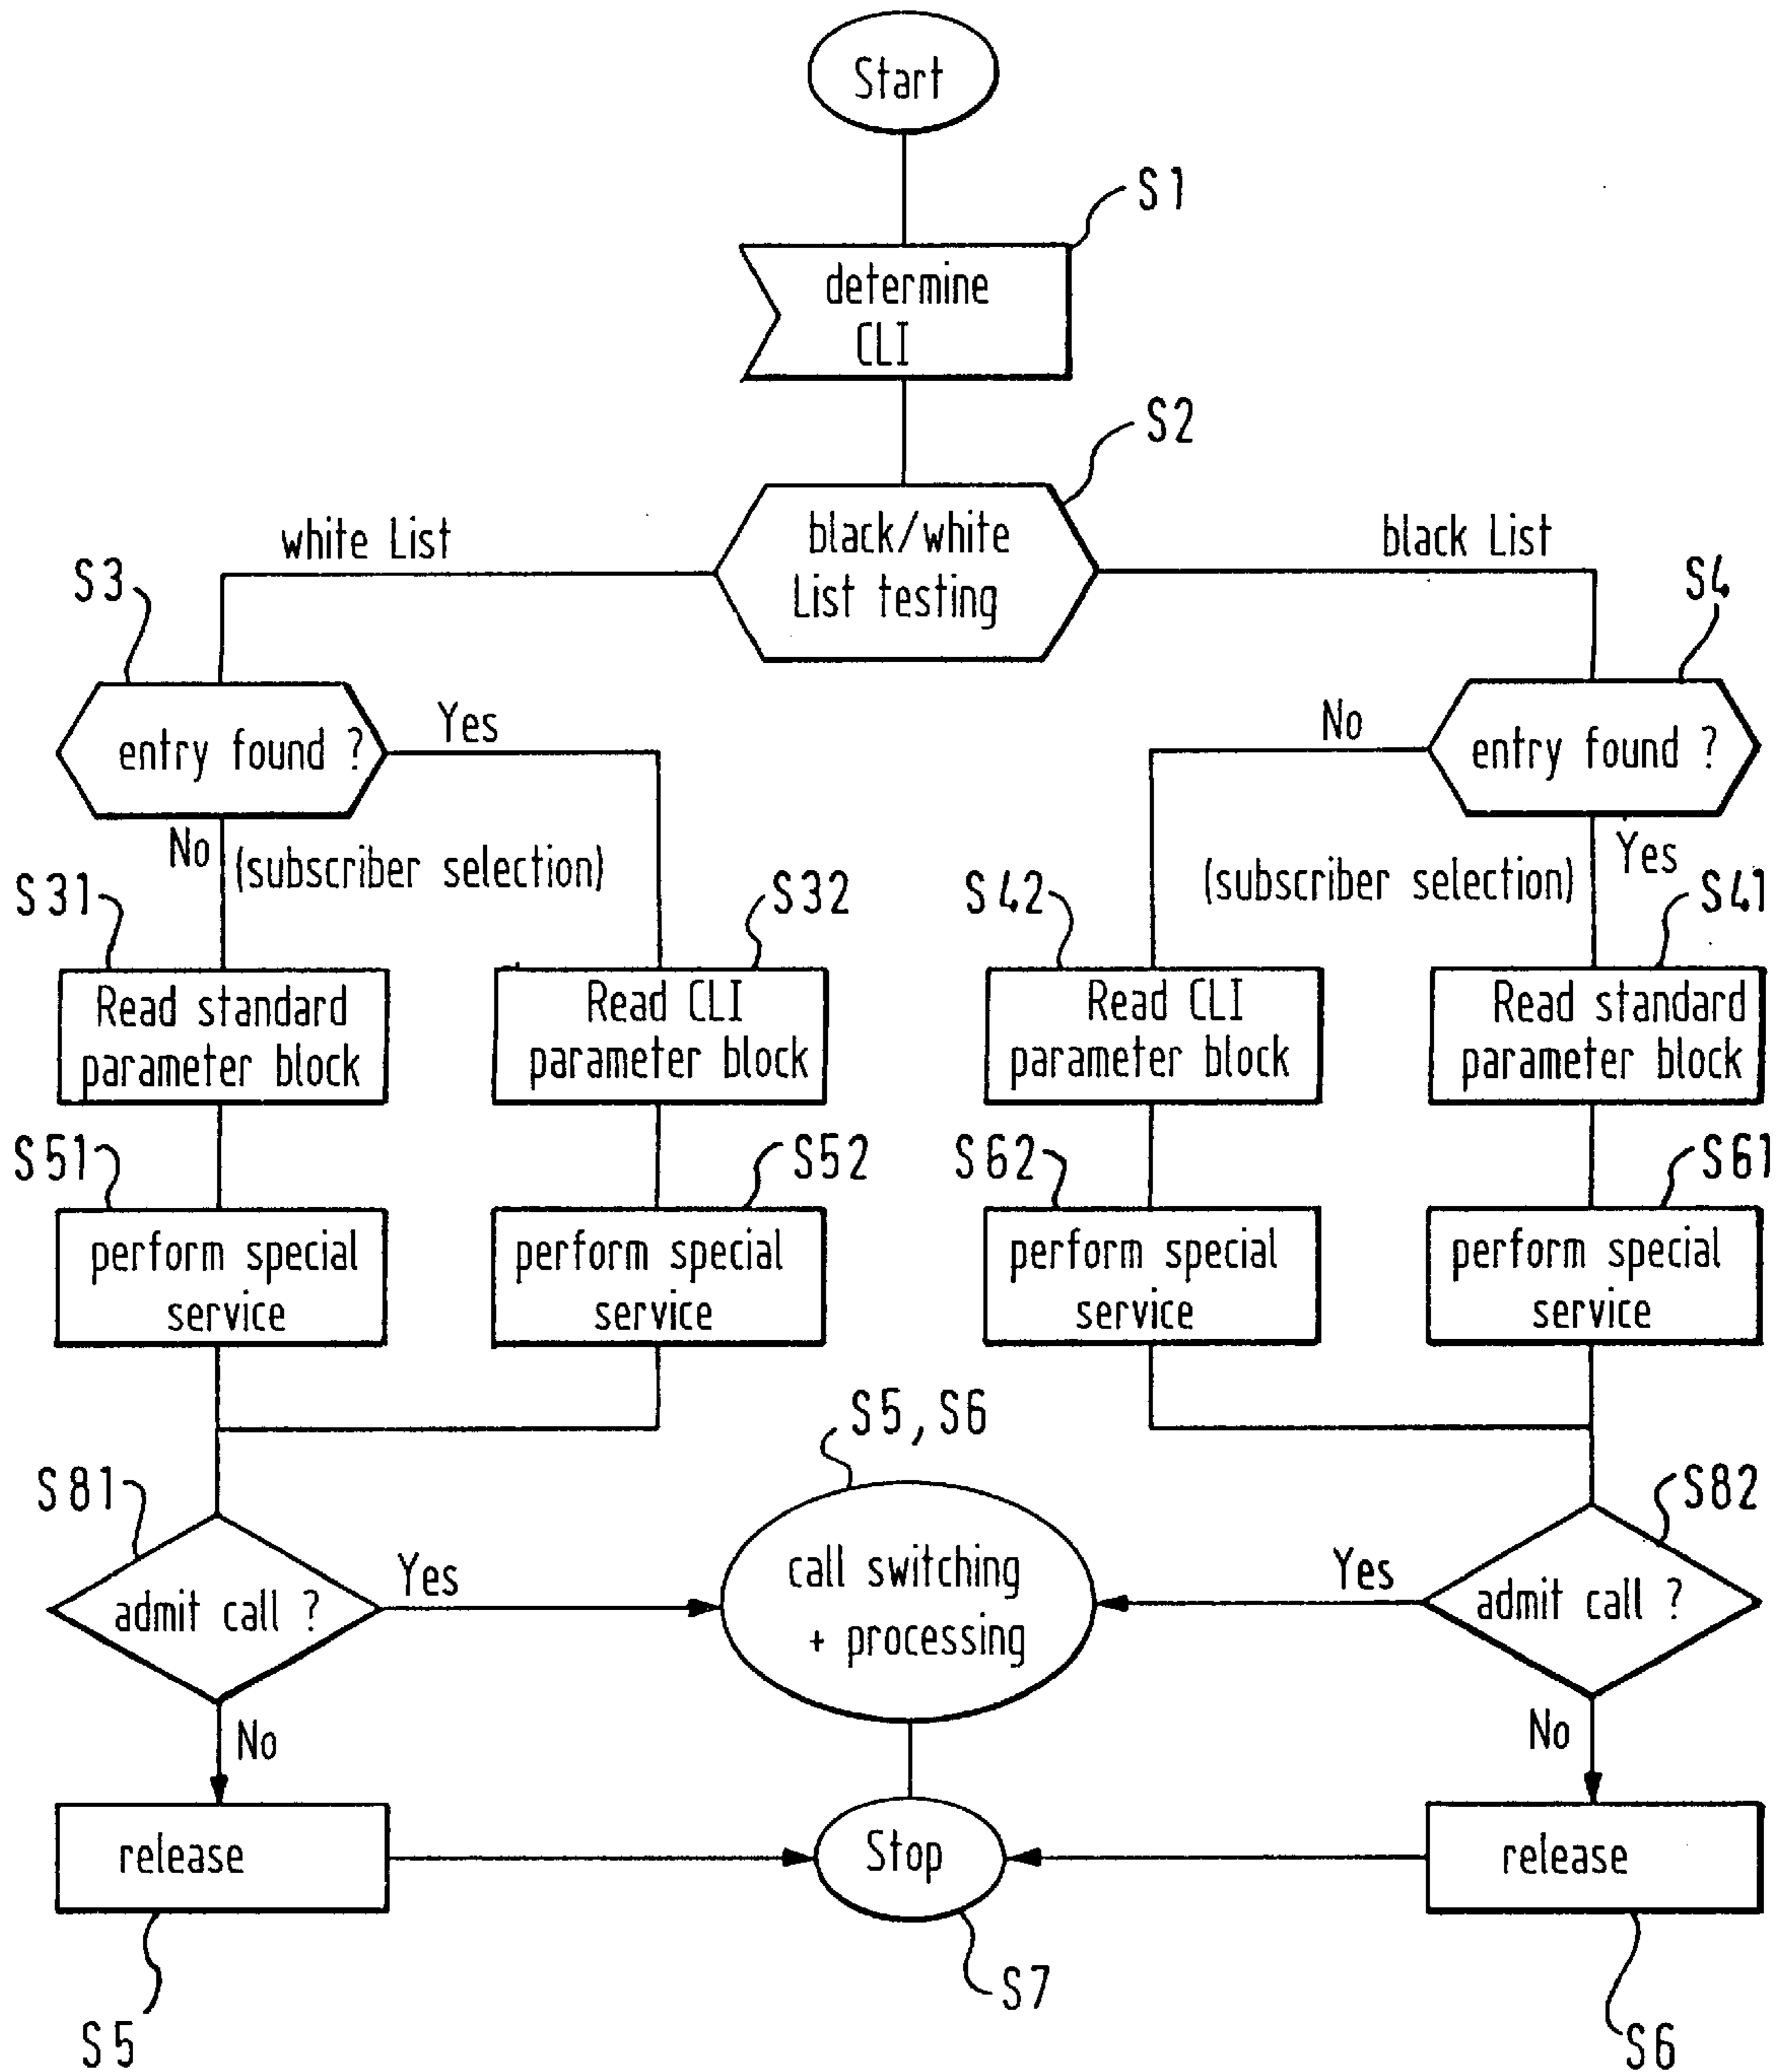 Start
S1
determine
CLI
S2
white List
black/white
List testing
black List
S3
S4
entry found ?
Yes
No
entry found ?
No
(subscriber selection)
(subscriber selection)
Yes
S31
S32
S42
S41
Read standard
parameter block
Read CLI
parameter block
Read CLI
parameter block
Read standard
parameter block
S51
S52
S62
S61
perform special
service
perform special
service
perform special
service
perform special
service
S5, S6
S81
S82
admit call ?
Yes
call switching
+ processing
Yes
admit call ?
No
No
release
Stop
release
S5
S7
S6